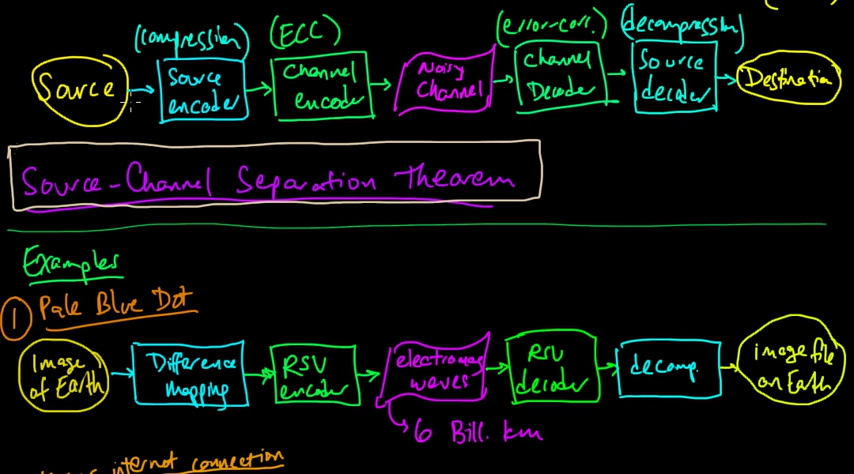 (compression) (ECC) (error-corr.) (decompression)
Source Source encoder Channel encoder Noisy Channel Channel Decoder Source decoder Destination
Source-Channel Separation Theorem
Examples
1 Pale Blue Dot
Image of Earth Difference mapping RSV encoder electromag waves RSV decoder decomp. image file on Earth
6 Bill. km
internet connection